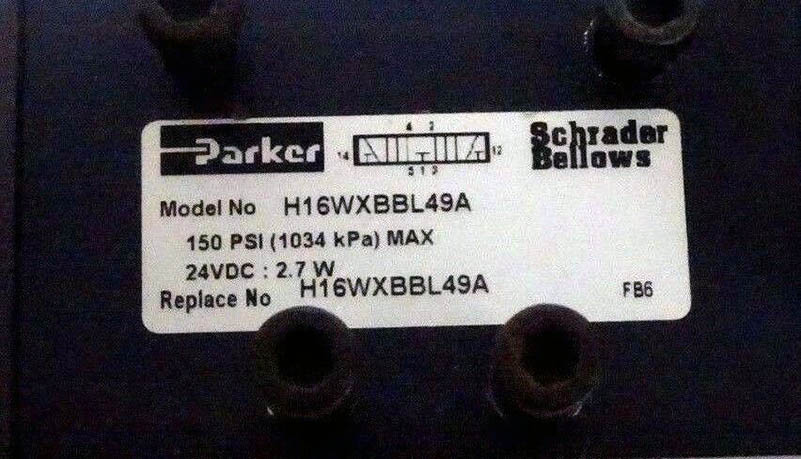 Parker
4 2
14
12
5 1 3
Schrader
Bellows
Model No H16WXBBL49A
150 PSI (1034 kPa) MAX
24VDC : 2.7 W
Replace No H16WXBBL49A
FB6